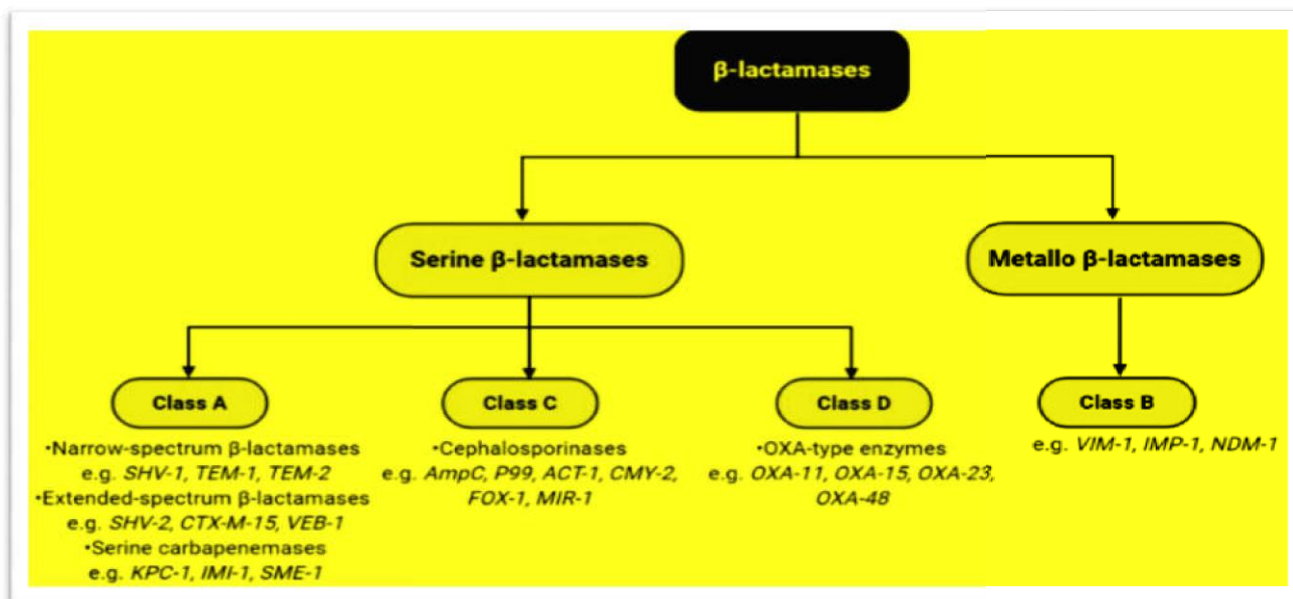 β-lactamases
Serine β-lactamases
Metallo β-lactamases
Class A
•Narrow-spectrum β-lactamases
e.g. SHV-1, TEM-1, TEM-2
•Extended-spectrum β-lactamases
e.g. SHV-2, CTX-M-15, VEB-1
•Serine carbapenemases
e.g. KPC-1, IMI-1, SME-1
Class C
•Cephalosporinases
e.g. AmpC, P99, ACT-1, CMY-2,
FOX-1, MIR-1
Class D
•OXA-type enzymes
e.g. OXA-11, OXA-15, OXA-23,
OXA-48
Class B
e.g. VIM-1, IMP-1, NDM-1